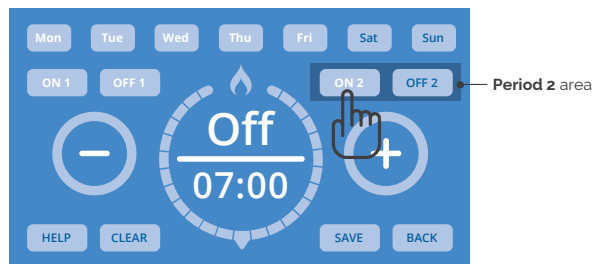 Mon Tue Wed Thu Fri Sat Sun
ON 1 OFF 1 ON 2 OFF 2 Period 2 area
Off
07:00
HELP CLEAR SAVE BACK